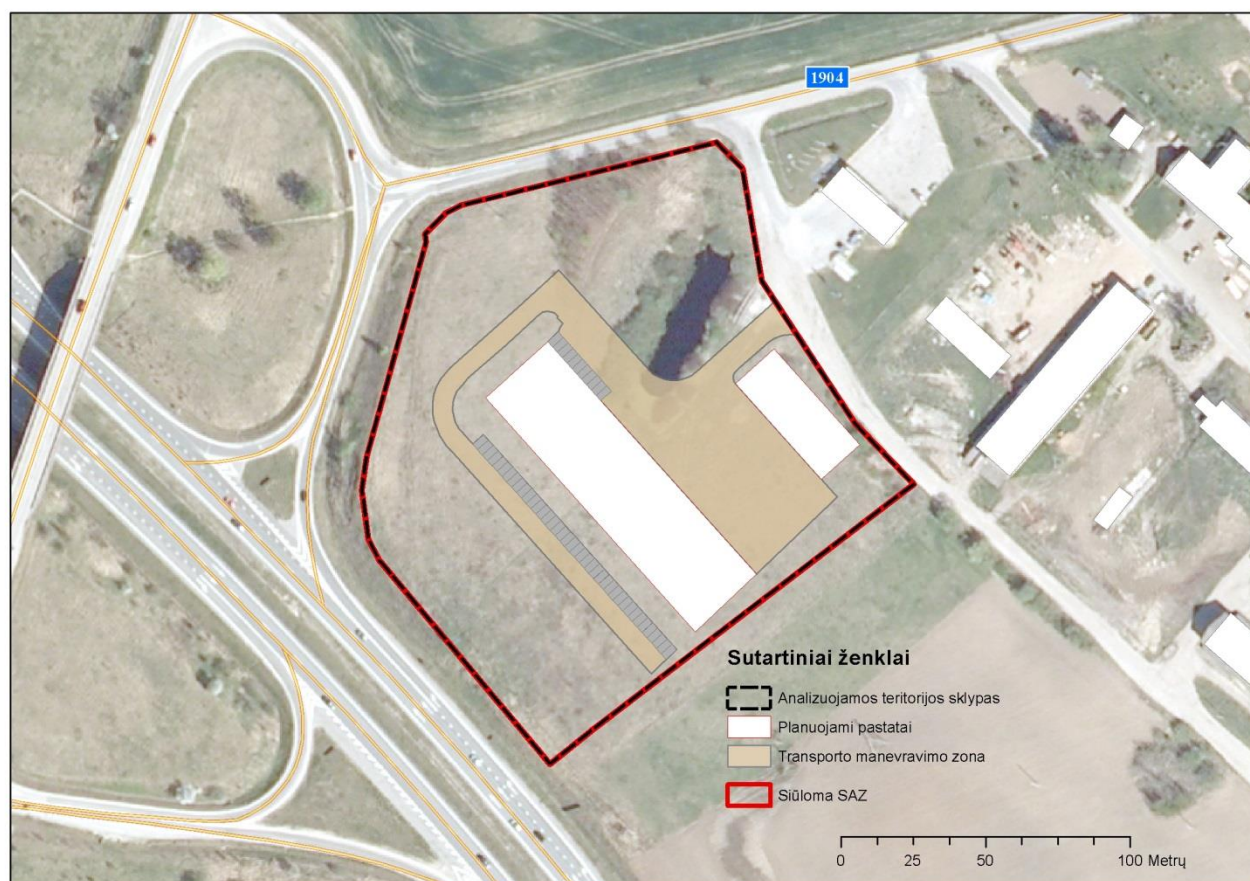 1904
Sutartiniai ženklai
Analizuojamos teritorijos sklypas
Planuojami pastatai
Transporto manevravimo zona
Siūloma SAZ
0 25 50 100 Metrų